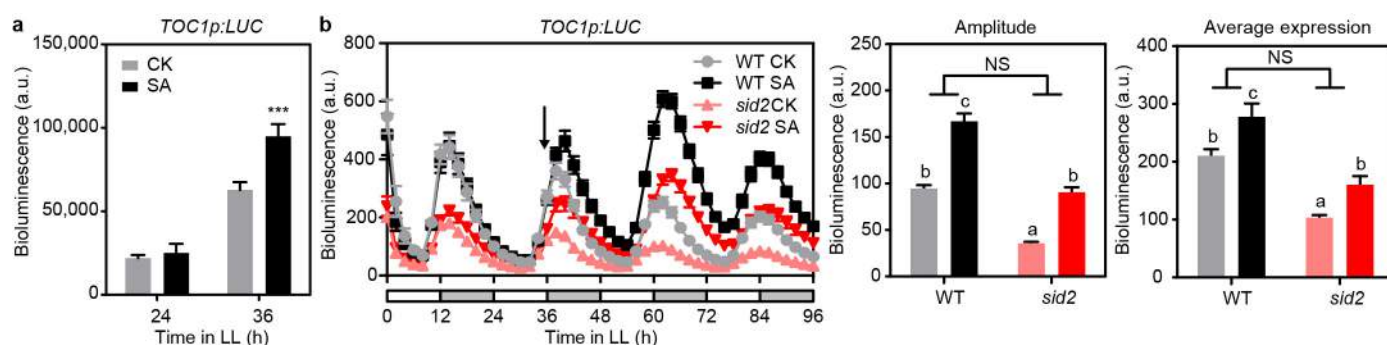 a
TOC1p:LUC
150,000
100,000
50,000
0
Bioluminescence (a.u.)
CK
SA
***
24
36
Time in LL (h)
b
TOC1p:LUC
800
600
400
200
0
Bioluminescence (a.u.)
WT CK
WT SA
sid2CK
sid2 SA
0 12 24 36 48 60 72 84 96
Time in LL (h)
Amplitude
250
200
150
100
50
0
Bioluminescence (a.u.)
NS
b
c
a
b
WT
sid2
Average expression
400
300
200
100
0
Bioluminescence (a.u.)
NS
b
c
a
b
WT
sid2